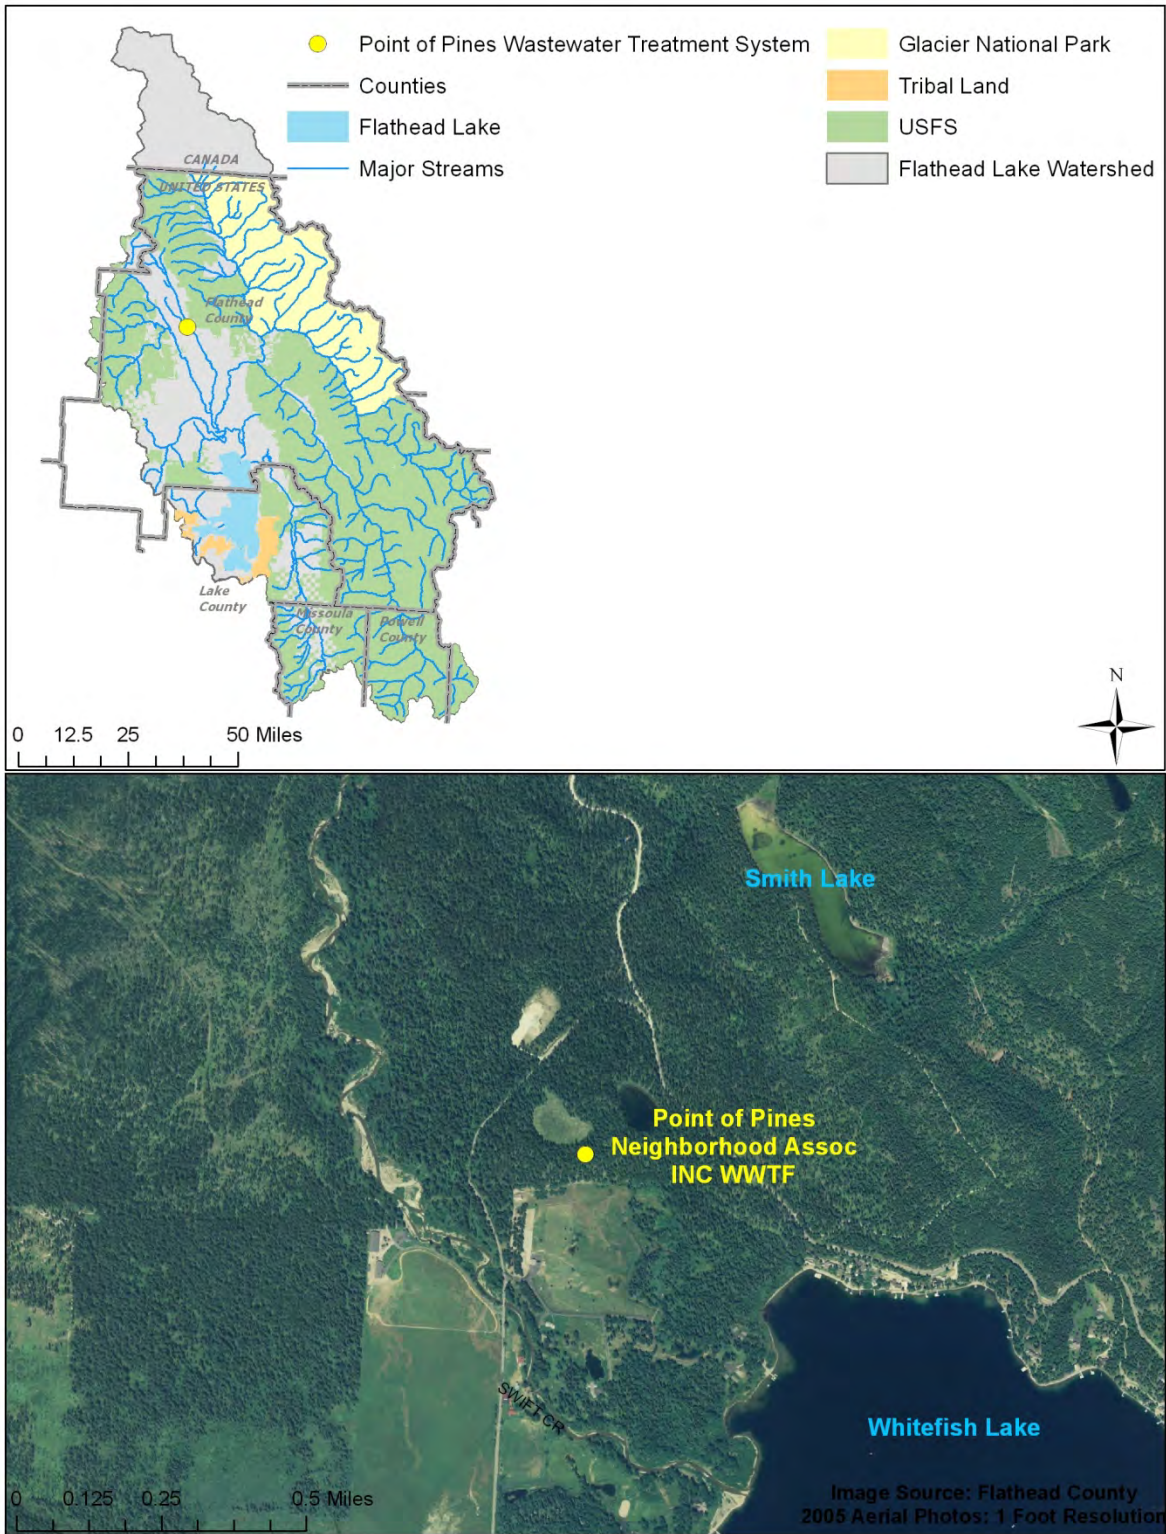 Point of Pines Wastewater Treatment System
Counties
Flathead Lake
Major Streams
Glacier National Park
Tribal Land
USFS
Flathead Lake Watershed
CANADA
UNITED STATES
Flathead
County
Lake
County
Missoula
County
Powell
County
N
0 12.5 25 50 Miles
Smith Lake
Point of Pines
Neighborhood Assoc
INC WWTF
SWIFT CR
Whitefish Lake
0 0.125 0.25 0.5 Miles
Image Source: Flathead County
2005 Aerial Photos: 1 Foot Resolution